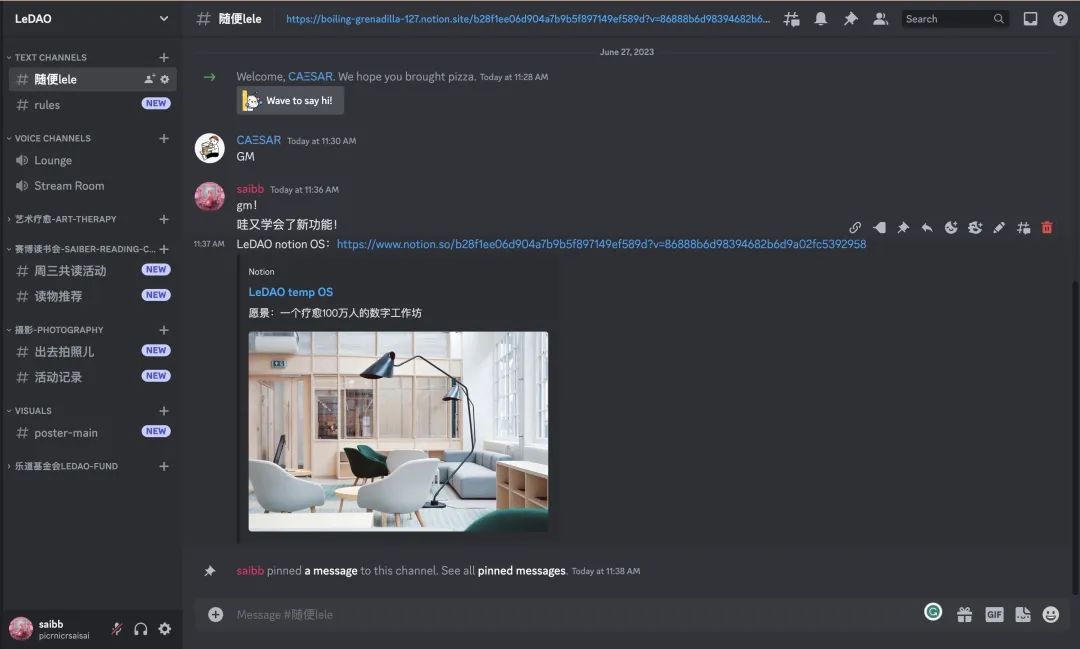 LeDAO
随便lele
https://boiling-grenadilla-127.notion.site/b28f1ee06d904a7b9b5f897149ef589d?v=86888b6d98394682b6...
Search
TEXT CHANNELS
随便lele
rules
NEW
VOICE CHANNELS
Lounge
Stream Room
艺术疗愈-ART-THERAPY
赛博读书会-SAIBER-READING-C...
周三共读活动
NEW
读物推荐
NEW
摄影-PHOTOGRAPHY
出去拍照儿
NEW
活动记录
NEW
VISUALS
poster-main
NEW
乐道基金会LEDAO-FUND
saibb
picrnicrsaisai
June 27, 2023
Welcome, CAΞSAR. We hope you brought pizza. Today at 11:28 AM
Wave to say hi!
CAΞSAR Today at 11:30 AM
GM
saibb Today at 11:36 AM
gm！
哇又学会了新功能！
11:37 AM LeDAO notion OS：https://www.notion.so/b28f1ee06d904a7b9b5f897149ef589d?v=86888b6d98394682b6d9a02fc5392958
Notion
LeDAO temp OS
愿景：一个疗愈100万人的数字工作坊
saibb pinned a message to this channel. See all pinned messages. Today at 11:38 AM
Message #随便lele
GIF